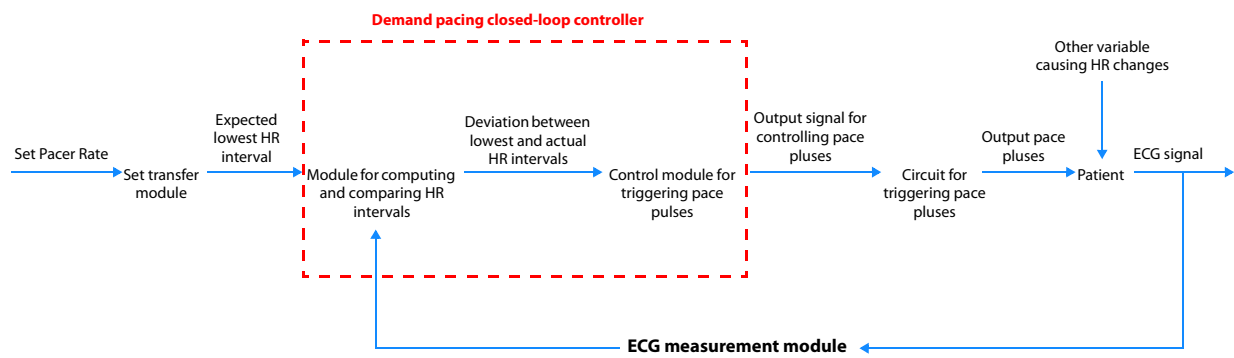 Demand pacing closed-loop controller
Other variable
causing HR changes
Set Pacer Rate
Expected
lowest HR
interval
Deviation between
lowest and actual
HR intervals
Output signal for
controlling pace
pluses
Output pace
pluses
ECG signal
Set transfer
module
Module for computing
and comparing HR
intervals
Control module for
triggering pace
pulses
Circuit for
triggering pace
pluses
Patient
ECG measurement module